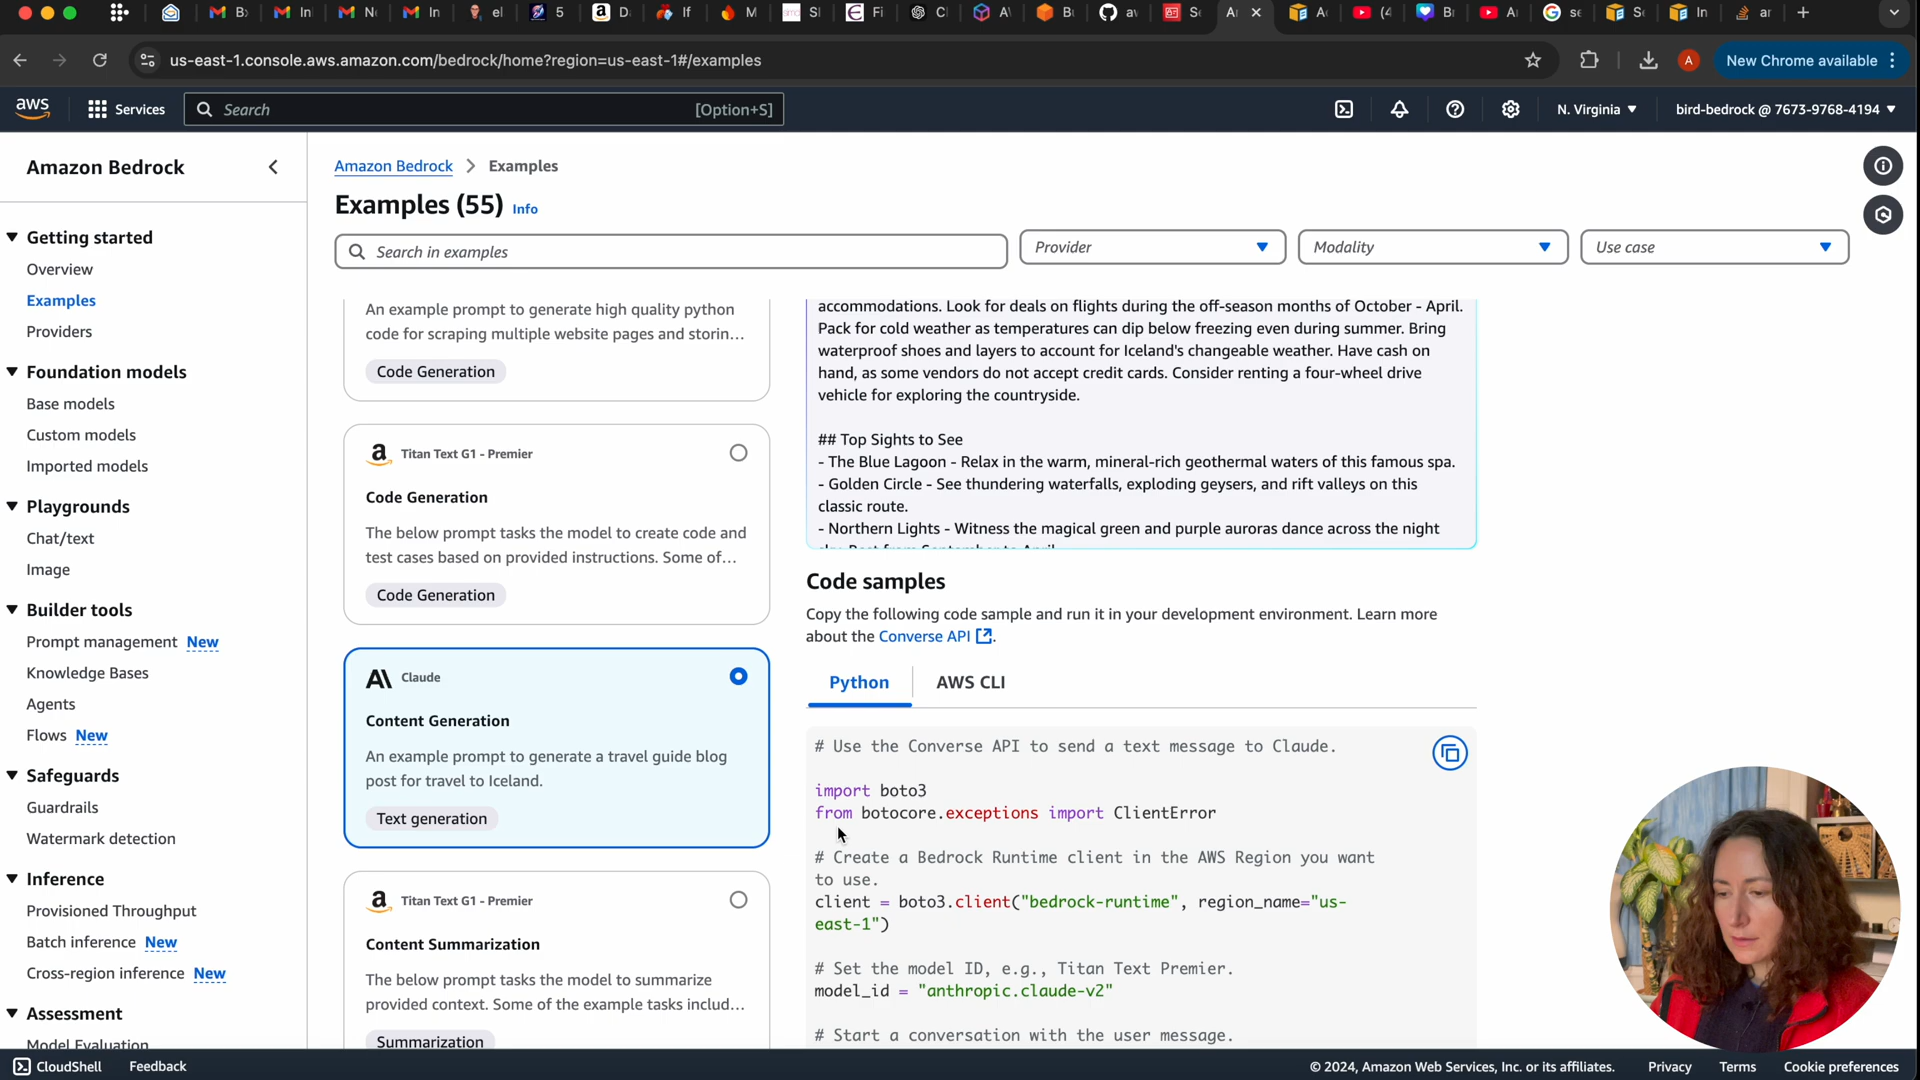 us-east-1.console.aws.amazon.com/bedrock/home?region=us-east-1#/examples
A
New Chrome available
aws
Services
Search
[Option+S]
N. Virginia
bird-bedrock @ 7673-9768-4194
Amazon Bedrock
Getting started
Overview
Examples
Providers
Foundation models
Base models
Custom models
Imported models
Playgrounds
Chat/text
Image
Builder tools
Prompt management New
Knowledge Bases
Agents
Flows New
Safeguards
Guardrails
Watermark detection
Inference
Provisioned Throughput
Batch inference New
Cross-region inference New
Assessment
Model Evaluation
Amazon Bedrock > Examples
Examples (55) Info
Search in examples
Provider
Modality
Use case
An example prompt to generate high quality python
code for scraping multiple website pages and storin...
Code Generation
Titan Text G1 - Premier
Code Generation
The below prompt tasks the model to create code and
test cases based on provided instructions. Some of...
Code Generation
Claude
Content Generation
An example prompt to generate a travel guide blog
post for travel to Iceland.
Text generation
Titan Text G1 - Premier
Content Summarization
The below prompt tasks the model to summarize
provided context. Some of the example tasks includ...
Summarization
accommodations. Look for deals on flights during the off-season months of October - April.
Pack for cold weather as temperatures can dip below freezing even during summer. Bring
waterproof shoes and layers to account for Iceland's changeable weather. Have cash on
hand, as some vendors do not accept credit cards. Consider renting a four-wheel drive
vehicle for exploring the countryside.
## Top Sights to See
- The Blue Lagoon - Relax in the warm, mineral-rich geothermal waters of this famous spa.
- Golden Circle - See thundering waterfalls, exploding geysers, and rift valleys on this
classic route.
- Northern Lights - Witness the magical green and purple auroras dance across the night
Code samples
Copy the following code sample and run it in your development environment. Learn more
about the Converse API.
Python
AWS CLI
# Use the Converse API to send a text message to Claude.
import boto3
from botocore.exceptions import ClientError
# Create a Bedrock Runtime client in the AWS Region you want
to use.
client = boto3.client("bedrock-runtime", region_name="us-
east-1")
# Set the model ID, e.g., Titan Text Premier.
model_id = "anthropic.claude-v2"
# Start a conversation with the user message.
CloudShell
Feedback
© 2024, Amazon Web Services, Inc. or its affiliates.
Privacy
Terms
Cookie preferences